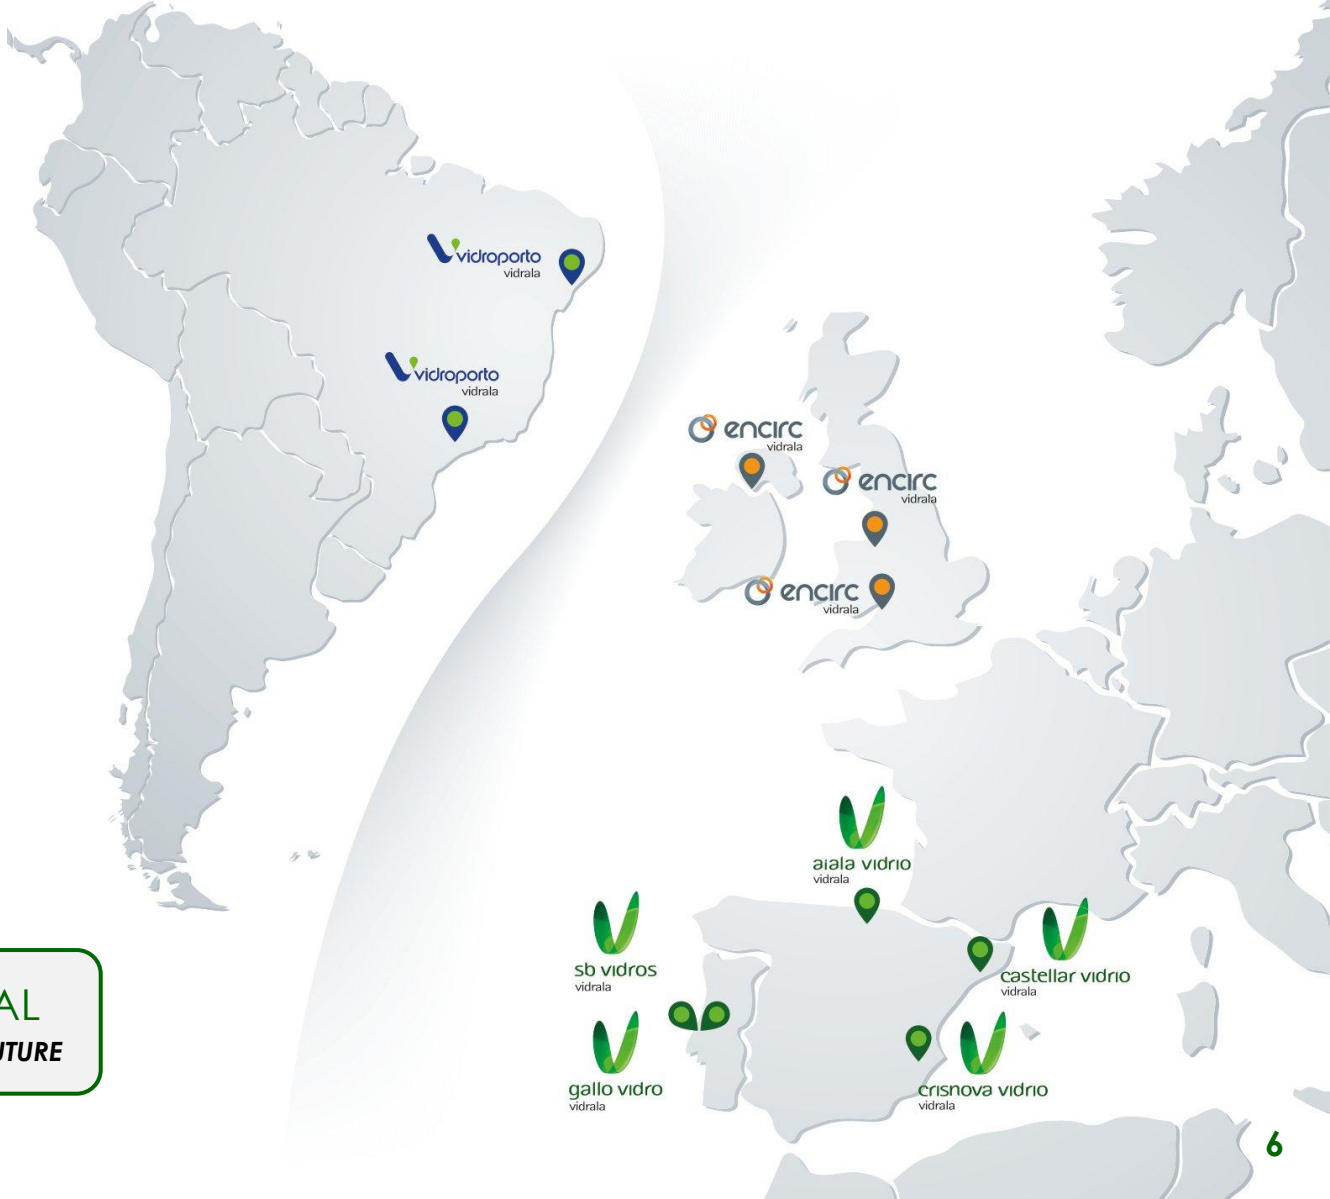 vidroporto
vidrala
vidroporto
vidrala
encirc
vidrala
encirc
vidrala
encirc
vidrala
aiala vidrio
vidrala
sb vidros
vidrala
castellar vidrio
vidrala
gallo vidro
vidrala
crisnova vidrio
vidrala
AL
UTURE
6